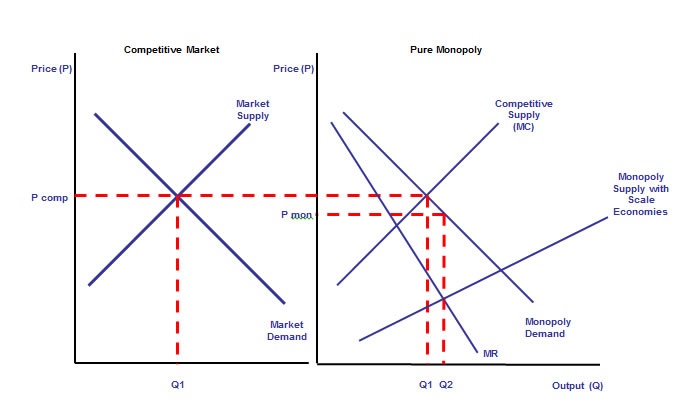 Competitive Market
Pure Monopoly
Price (P)
Price (P)
Market
Supply
Competitive
Supply
(MC)
Monopoly
Supply with
Scale
Economies
P comp
P mon
Market
Demand
Monopoly
Demand
MR
Q1
Q1 Q2
Output (Q)